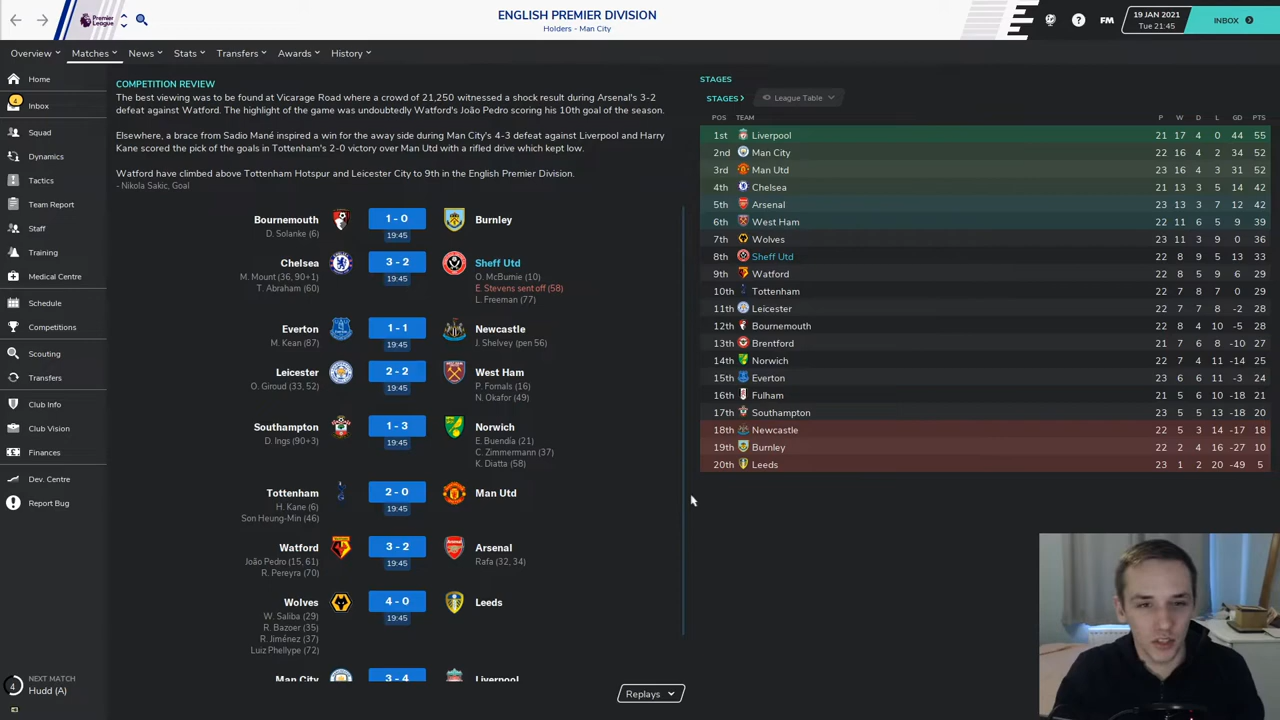 Premier League
ENGLISH PREMIER DIVISION
Holders - Man City
FM
19 JAN 2021
Tue 21:45
INBOX
Overview
Matches
News
Stats
Transfers
Awards
History
Home
4
Inbox
Squad
Dynamics
Tactics
Team Report
Staff
Training
Medical Centre
Schedule
Competitions
Scouting
Transfers
Club Info
Club Vision
Finances
Dev. Centre
Report Bug
NEXT MATCH
4 Hudd (A)
COMPETITION REVIEW
The best viewing was to be found at Vicarage Road where a crowd of 21,250 witnessed a shock result during Arsenal's 3-2
defeat against Watford. The highlight of the game was undoubtedly Watford's João Pedro scoring his 10th goal of the season.
Elsewhere, a brace from Sadio Mané inspired a win for the away side during Man City's 4-3 defeat against Liverpool and Harry
Kane scored the pick of the goals in Tottenham's 2-0 victory over Man Utd with a rifled drive which kept low.
Watford have climbed above Tottenham Hotspur and Leicester City to 9th in the English Premier Division.
- Nikola Sakic, Goal
Bournemouth 1 - 0 Burnley
D. Solanke (6) 19:45
Chelsea 3 - 2 Sheff Utd
M. Mount (36, 90+1) 19:45 O. McBurnie (10)
T. Abraham (60) E. Stevens sent off (58)
L. Freeman (77)
Everton 1 - 1 Newcastle
M. Kean (87) 19:45 J. Shelvey (pen 56)
Leicester 2 - 2 West Ham
O. Giroud (33, 52) 19:45 P. Fornals (16)
N. Okafor (49)
Southampton 1 - 3 Norwich
D. Ings (90+3) 19:45 E. Buendía (21)
C. Zimmermann (37)
K. Diatta (58)
Tottenham 2 - 0 Man Utd
H. Kane (6) 19:45
Son Heung-Min (46)
Watford 3 - 2 Arsenal
João Pedro (15, 61) 19:45 Rafa (32, 34)
R. Pereyra (70)
Wolves 4 - 0 Leeds
W. Saliba (29) 19:45
R. Bazoer (35)
R. Jiménez (37)
Luiz Phellype (72)
Man City 3 - 4 Liverpool
Replays
STAGES
STAGES League Table
POS TEAM P W D L GD PTS
1st Liverpool 21 17 4 0 44 55
2nd Man City 22 16 4 2 34 52
3rd Man Utd 23 16 4 3 31 52
4th Chelsea 21 13 3 5 14 42
5th Arsenal 23 13 3 7 12 42
6th West Ham 22 11 6 5 9 39
7th Wolves 23 11 3 9 0 36
8th Sheff Utd 22 8 9 5 13 33
9th Watford 22 8 5 9 6 29
10th Tottenham 22 7 8 7 0 29
11th Leicester 22 7 7 8 -2 28
12th Bournemouth 22 8 4 10 -5 28
13th Brentford 21 7 6 8 -10 27
14th Norwich 22 7 4 11 -14 25
15th Everton 23 6 6 11 -3 24
16th Fulham 21 5 6 10 -18 21
17th Southampton 23 5 5 13 -18 20
18th Newcastle 22 5 3 14 -17 18
19th Burnley 22 2 4 16 -27 10
20th Leeds 23 1 2 20 -49 5